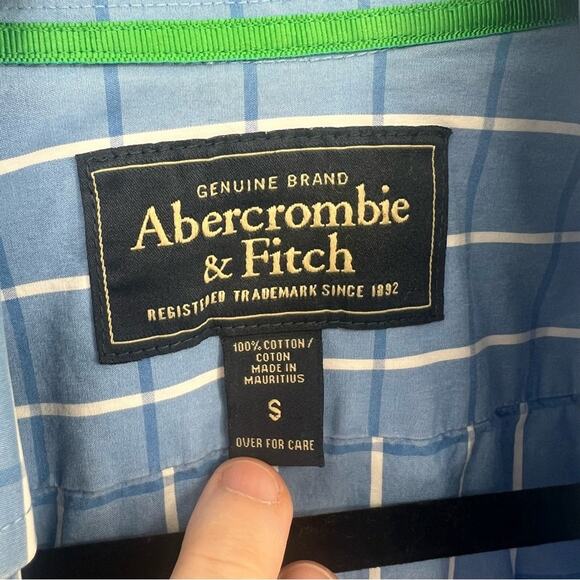 GENUINE BRAND
Abercrombie
& Fitch
REGISTERED TRADEMARK SINCE 1892
100% COTTON/
COTON
MADE IN
MAURITIUS
S
OVER FOR CARE